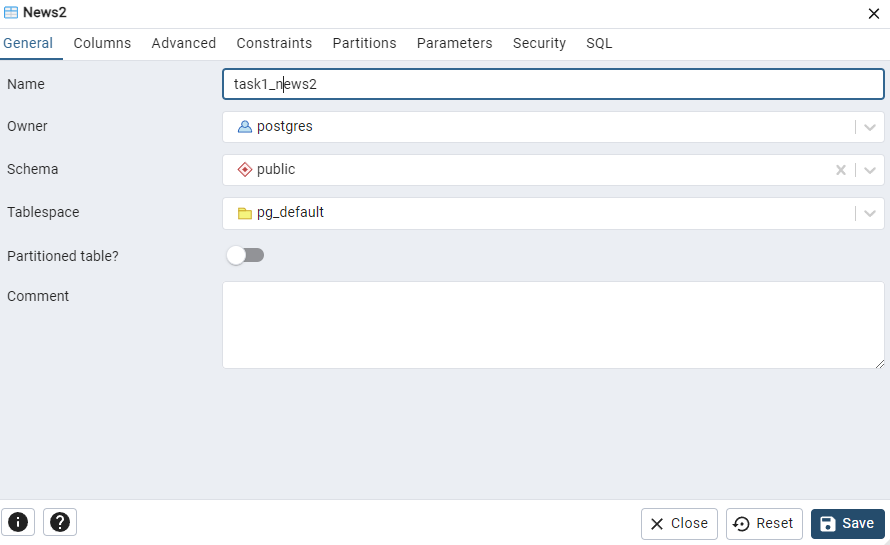 News2
General Columns Advanced Constraints Partitions Parameters Security SQL
Name task1_news2
Owner postgres
Schema public
Tablespace pg_default
Partitioned table?
Comment
Close Reset Save